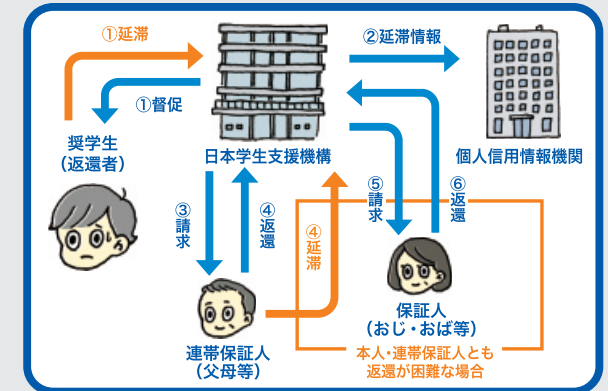 ①延滞
②延滞情報
①督促
奨学生
(返還者)
日本学生支援機構
個人信用情報機関
③請求
④返還
④延滞
⑤請求
⑥返還
連帯保証人
(父母等)
保証人
(おじ・おば等)
本人・連帯保証人とも
返還が困難な場合